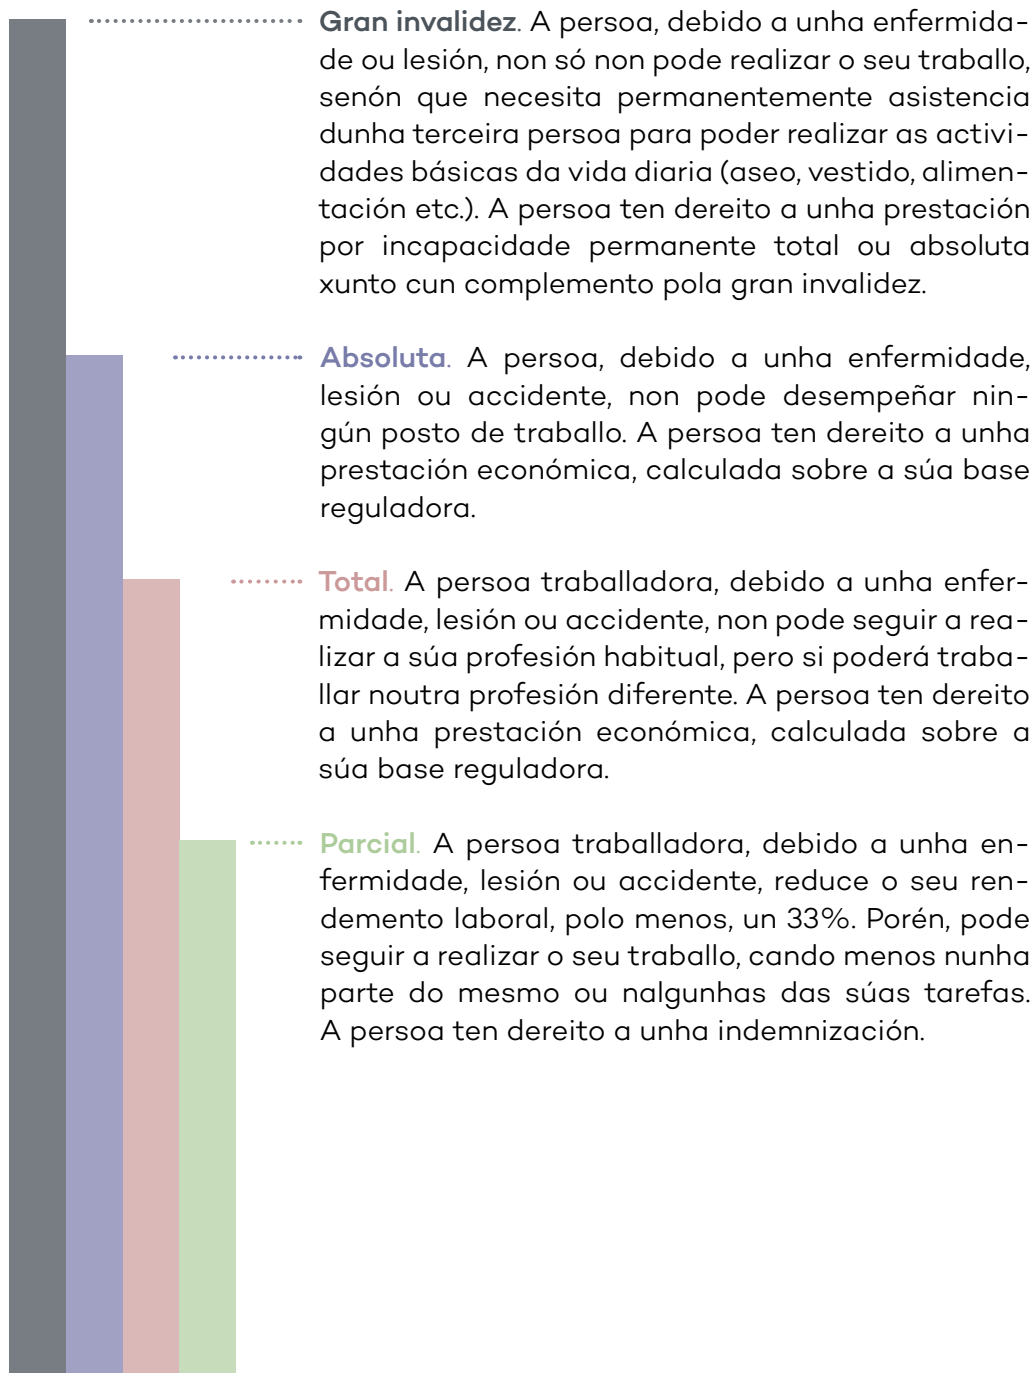 Gran invalidez. A persoa, debido a unha enfermida-
de ou lesión, non só non pode realizar o seu traballo,
senón que necesita permanentemente asistencia
dunha terceira persoa para poder realizar as activi-
dades básicas da vida diaria (aseo, vestido, alimen-
tación etc.). A persoa ten dereito a unha prestación
por incapacidade permanente total ou absoluta
xunto cun complemento pola gran invalidez.
Absoluta. A persoa, debido a unha enfermidade,
lesión ou accidente, non pode desempeñar nin-
gún posto de traballo. A persoa ten dereito a unha
prestación económica, calculada sobre a súa base
reguladora.
Total. A persoa traballadora, debido a unha enfer-
midade, lesión ou accidente, non pode seguir a rea-
lizar a súa profesión habitual, pero si poderá traba-
llar noutra profesión diferente. A persoa ten dereito
a unha prestación económica, calculada sobre a
súa base reguladora.
Parcial. A persoa traballadora, debido a unha en-
fermidade, lesión ou accidente, reduce o seu ren-
demento laboral, polo menos, un 33%. Porén, pode
seguir a realizar o seu traballo, cando menos nunha
parte do mesmo ou nalgunhas das súas tarefas.
A persoa ten dereito a unha indemnización.